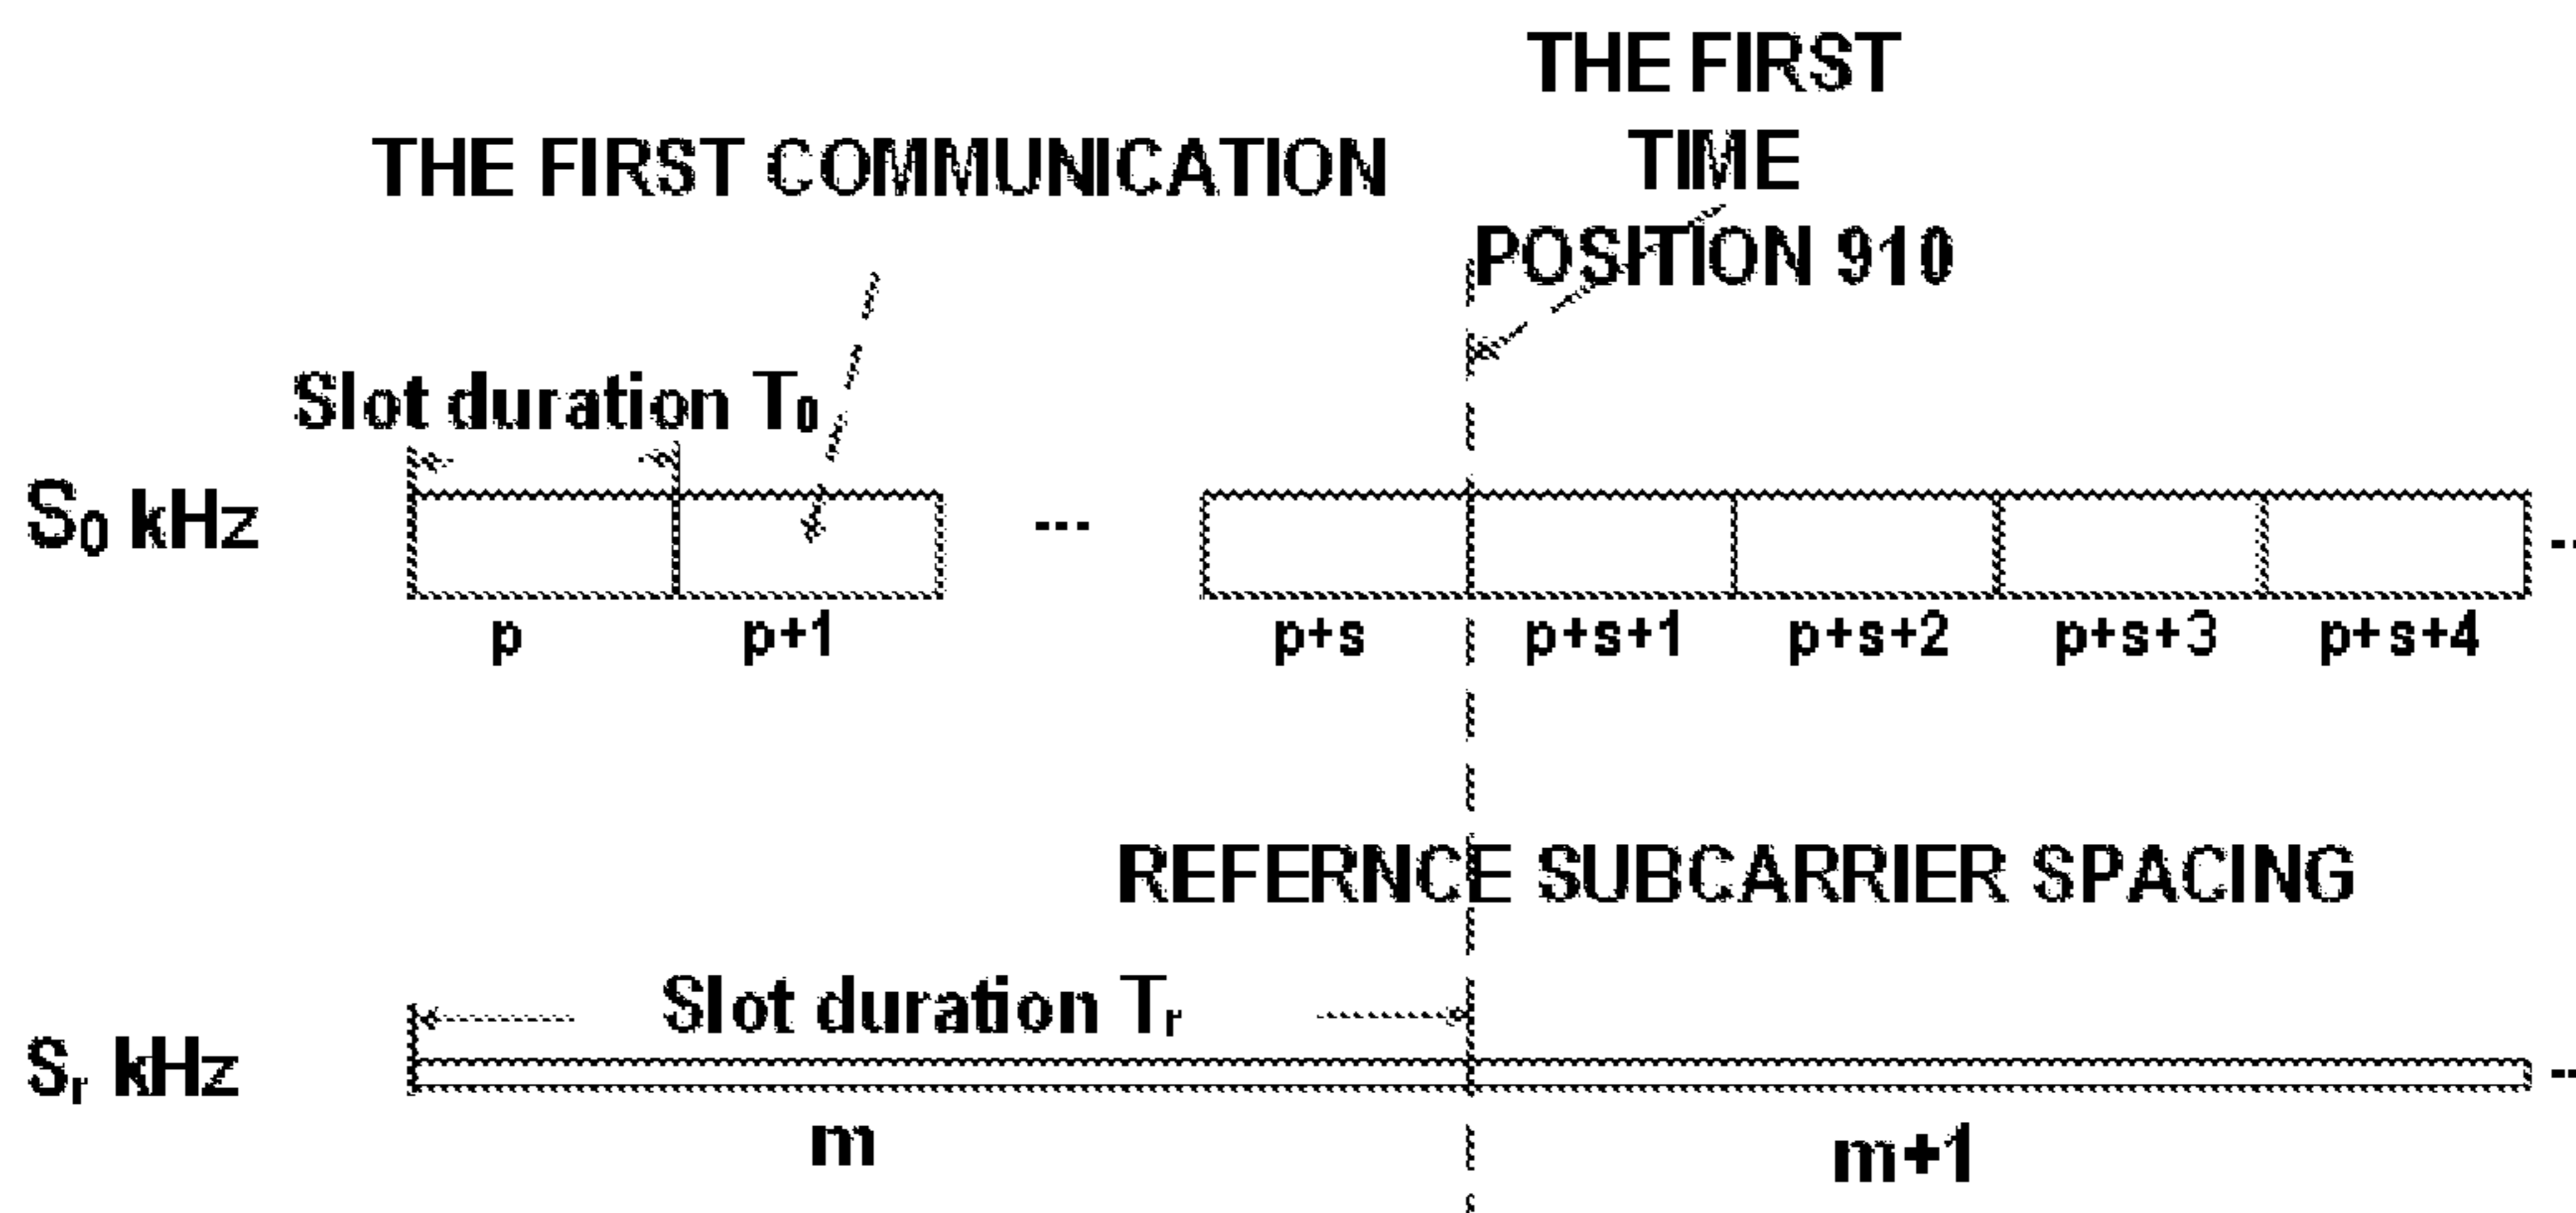 THE FIRST
TIME
POSITION 910
THE FIRST COMMUNICATION
Slot duration T₀
S₀ kHz
---
--
p
p+1
p+s
p+s+1
p+s+2
p+s+3
p+s+4
REFERNCE SUBCARRIER SPACING
Slot duration Tᵣ
Sᵣ kHz
--
m
m+1